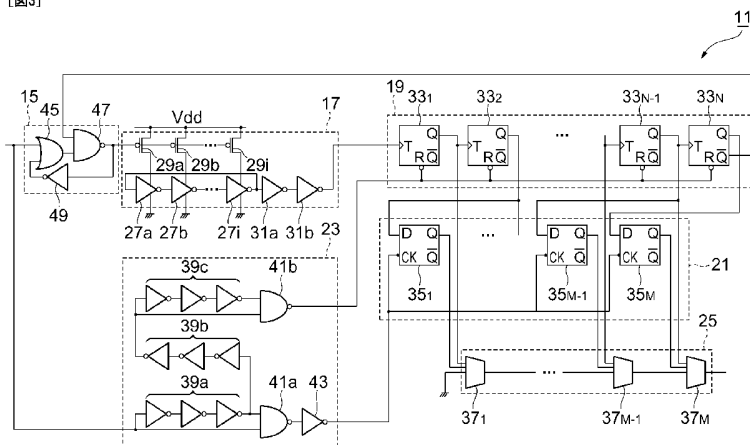 [図3]
11
15
45
47
49
Vdd
17
29a
29b
29i
27a
27b
27i
31a
31b
19
33₁
33₂
33N-1
33N
T
Q
R
Q̅
T
Q
R
Q̅
...
T
Q
R
Q̅
T
Q
R
Q̅
D
Q
CK
Q̅
35₁
...
D
Q
CK
Q̅
35M-1
D
Q
CK
Q̅
35M
21
23
39c
41b
39b
39a
41a
43
25
37₁
...
37M-1
37M